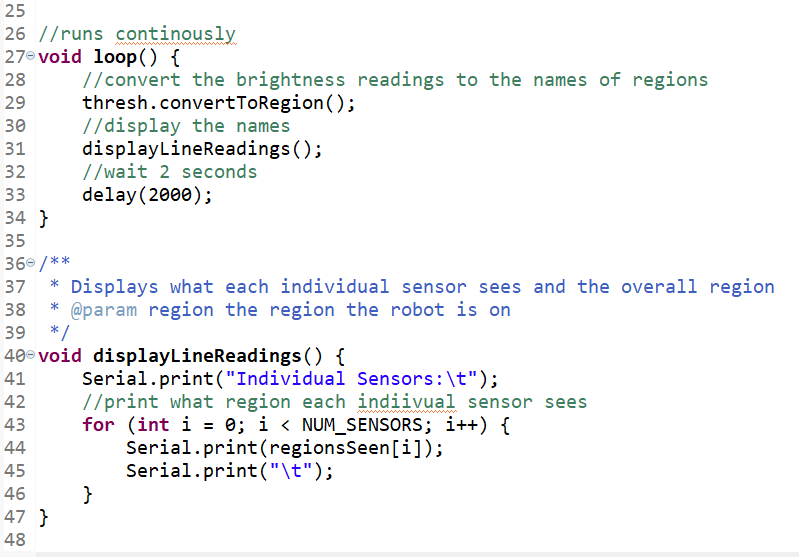 25
26 //runs continously
27 void loop() {
28     //convert the brightness readings to the names of regions
29     thresh.convertToRegion();
30     //display the names
31     displayLineReadings();
32     //wait 2 seconds
33     delay(2000);
34 }
35
36 /**
37  * Displays what each individual sensor sees and the overall region
38  * @param region the region the robot is on
39  */
40 void displayLineReadings() {
41     Serial.print("Individual Sensors:\t");
42     //print what region each indiivual sensor sees
43     for (int i = 0; i < NUM_SENSORS; i++) {
44         Serial.print(regionsSeen[i]);
45         Serial.print("\t");
46     }
47 }
48